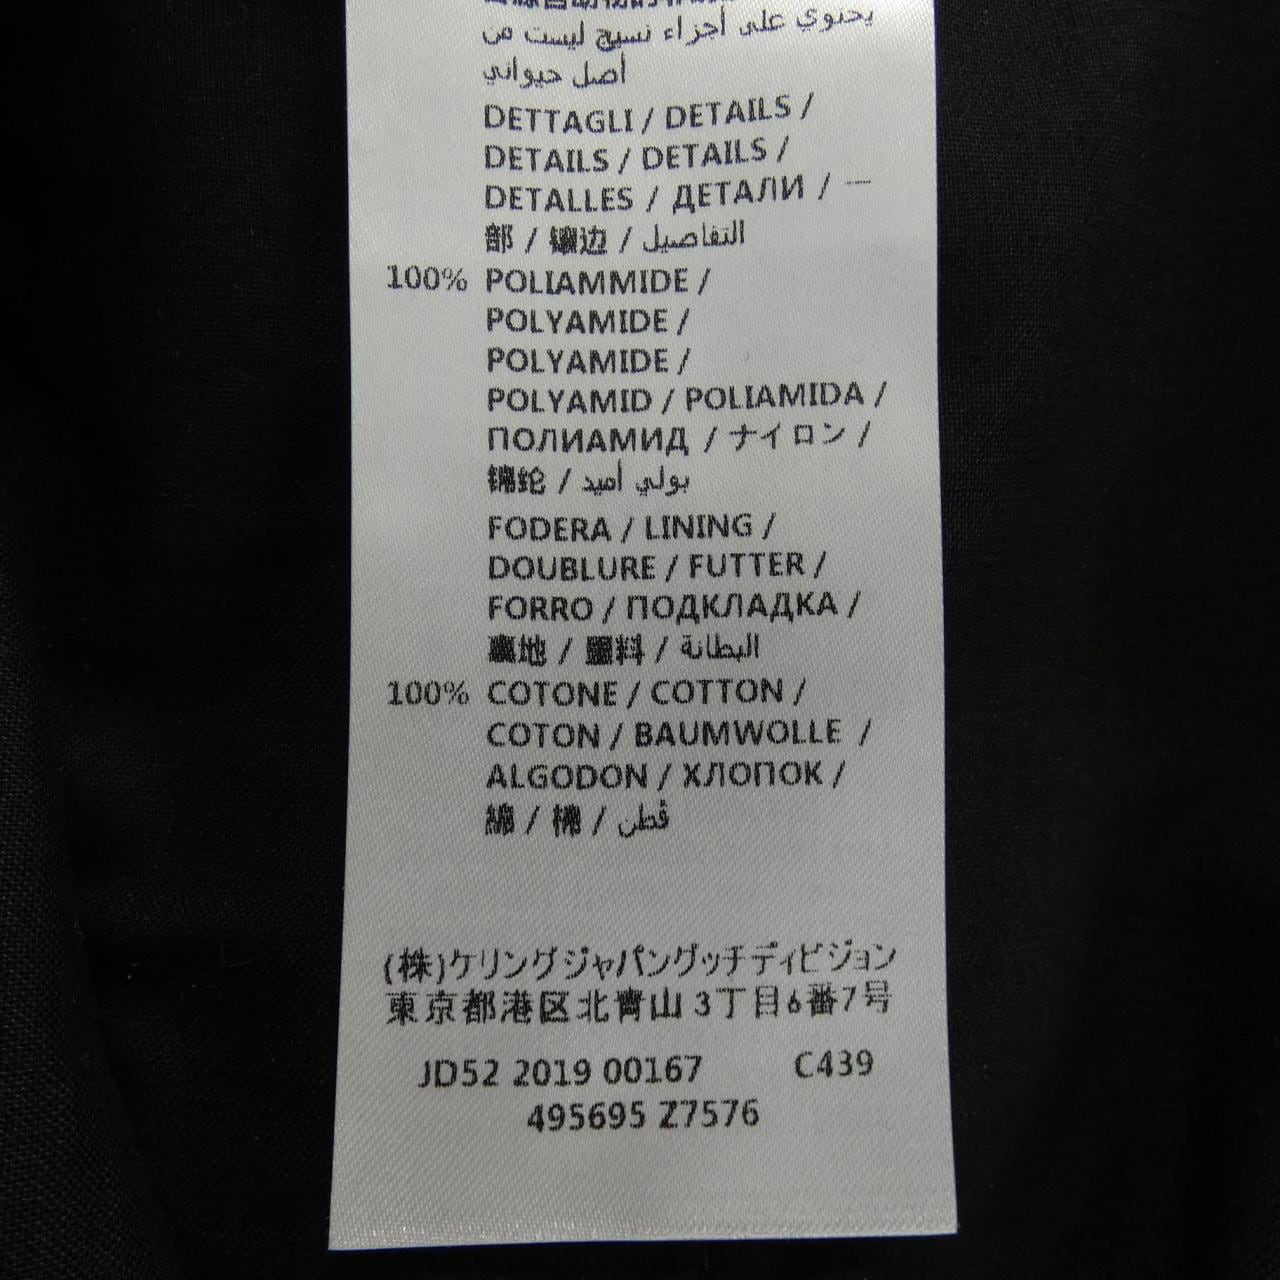 يحتوي على أجزاء نسيج ليست من
أصل حيواني
DETTAGLI / DETAILS /
DETAILS / DETAILS /
DETALLES / ДЕТАЛИ / 一
部 / 镶边 / التفاصيل
100% POLIAMMIDE /
POLYAMIDE /
POLYAMIDE /
POLYAMID / POLIAMIDA /
ПОЛИАМИД / ナイロン /
锦纶 / بولي أميد
FODERA / LINING /
DOUBLURE / FUTTER /
FORRO / ПОДКЛАДКА /
裏地 / 里料 / البطانة
100% COTONE / COTTON /
COTON / BAUMWOLLE /
ALGODON / ХЛОПОК /
綿 / 棉 / قطن
(株)ケリングジャパングッチディビジョン
東京都港区北青山 3丁目6番7号
JD52 2019 00167 C439
495695 Z7576